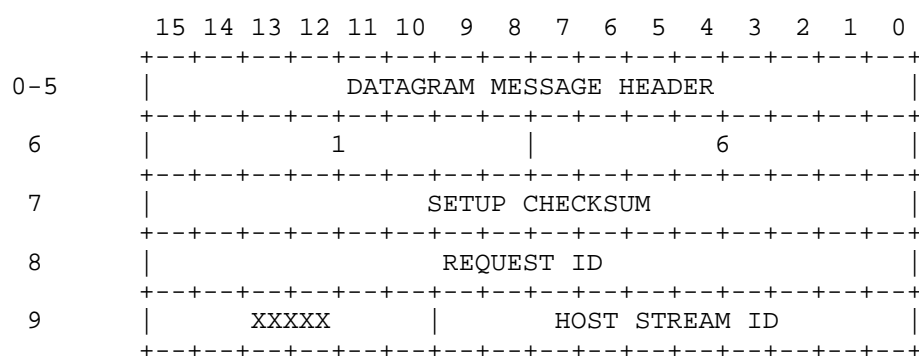 15 14 13 12 11 10 9 8 7 6 5 4 3 2 1 0
+--+--+--+--+--+--+--+--+--+--+--+--+--+--+--+--+
0-5 | DATAGRAM MESSAGE HEADER |
+--+--+--+--+--+--+--+--+--+--+--+--+--+--+--+--+
6 | 1 | 6 |
+--+--+--+--+--+--+--+--+--+--+--+--+--+--+--+--+
7 | SETUP CHECKSUM |
+--+--+--+--+--+--+--+--+--+--+--+--+--+--+--+--+
8 | REQUEST ID |
+--+--+--+--+--+--+--+--+--+--+--+--+--+--+--+--+
9 | XXXXX | HOST STREAM ID |
+--+--+--+--+--+--+--+--+--+--+--+--+--+--+--+--+